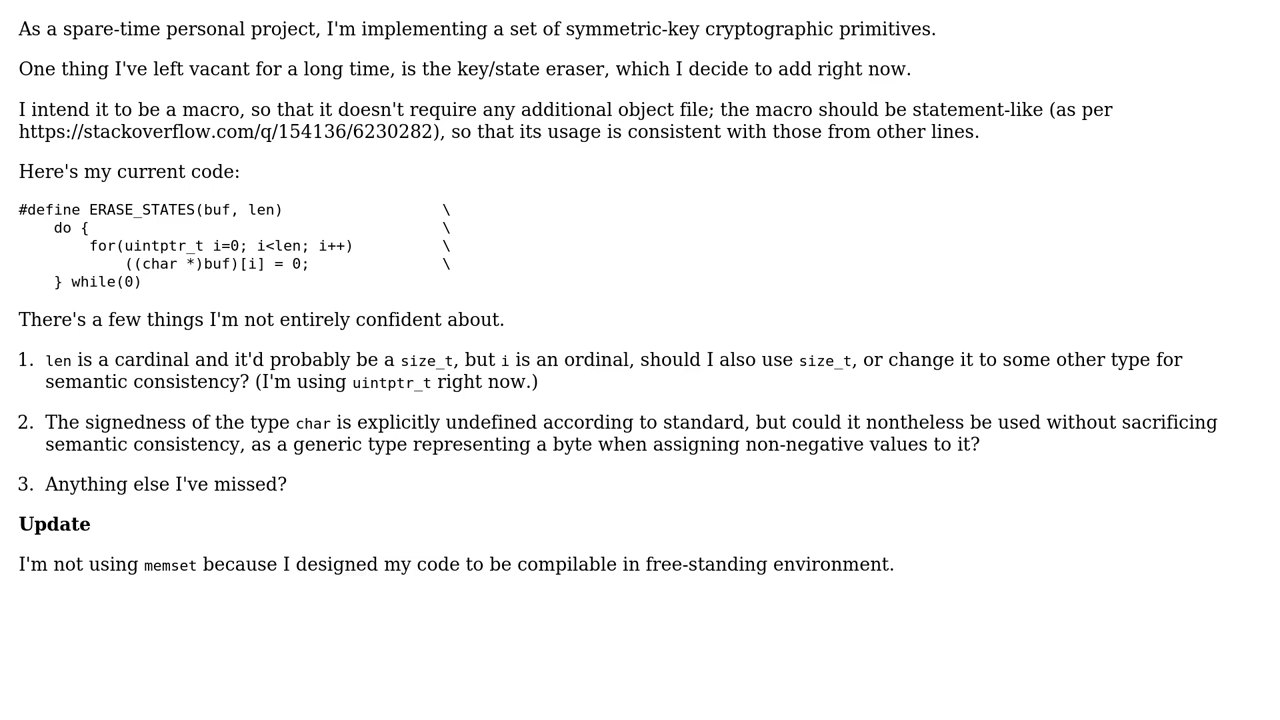 As a spare-time personal project, I'm implementing a set of symmetric-key cryptographic primitives.
One thing I've left vacant for a long time, is the key/state eraser, which I decide to add right now.
I intend it to be a macro, so that it doesn't require any additional object file; the macro should be statement-like (as per
https://stackoverflow.com/q/154136/6230282), so that its usage is consistent with those from other lines.
Here's my current code:
#define ERASE_STATES(buf, len)                  \
    do {                                        \
        for(uintptr_t i=0; i<len; i++)          \
            ((char *)buf)[i] = 0;               \
    } while(0)
There's a few things I'm not entirely confident about.
1. len is a cardinal and it'd probably be a size_t, but i is an ordinal, should I also use size_t, or change it to some other type for
semantic consistency? (I'm using uintptr_t right now.)
2. The signedness of the type char is explicitly undefined according to standard, but could it nonetheless be used without sacrificing
semantic consistency, as a generic type representing a byte when assigning non-negative values to it?
3. Anything else I've missed?
Update
I'm not using memset because I designed my code to be compilable in free-standing environment.